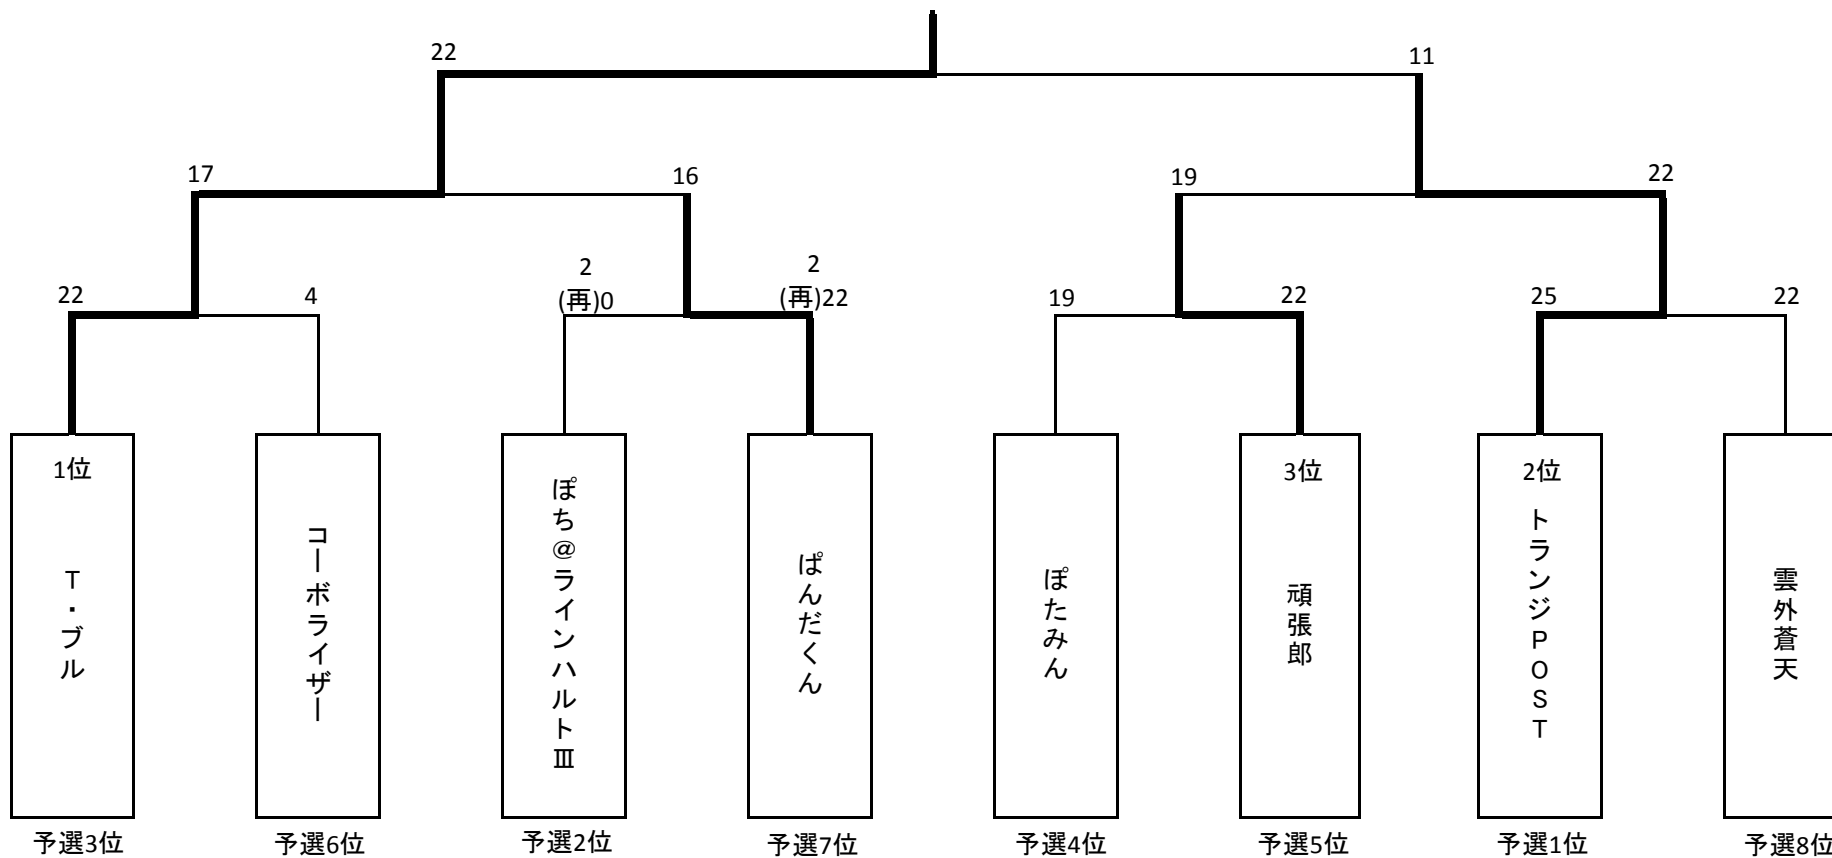 22
11
17
16
19
22
22
4
2
(再)0
2
(再)22
19
22
25
22
1位
T・ブル
コーボライザー
ぽち@ラインハルトⅢ
ぱんだくん
ぽたみん
3位
頑張郎
2位
トランジPOST
雲外蒼天
予選3位
予選6位
予選2位
予選7位
予選4位
予選5位
予選1位
予選8位